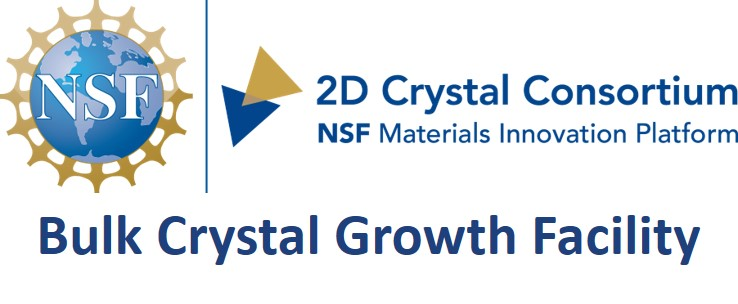 NSF
2D Crystal Consortium
NSF Materials Innovation Platform
Bulk Crystal Growth Facility